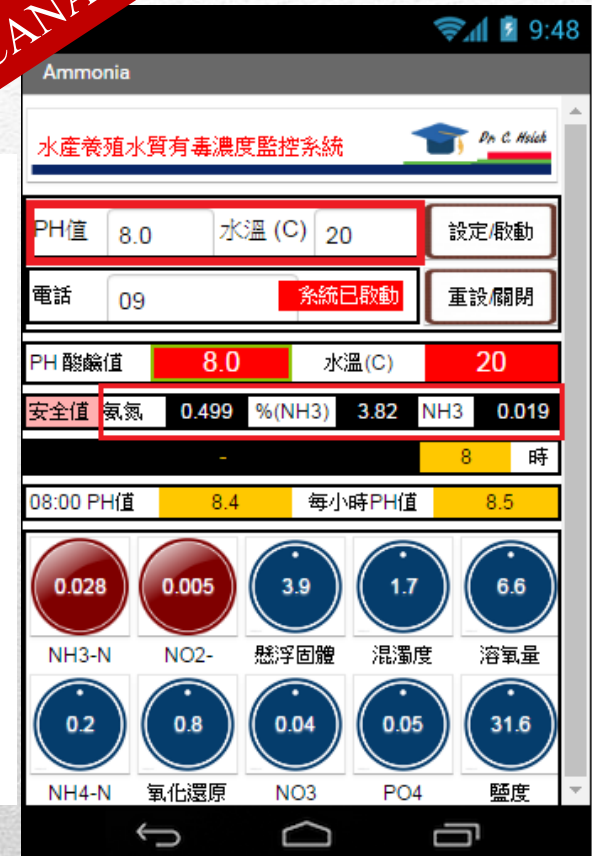 CANA
9:48
Ammonia
水產養殖水質有毒濃度監控系統
Dr. C. Hsieh
PH值 8.0 水溫 (C) 20 設定/啟動
電話 09 系統已啟動 重設/關閉
PH 酸鹼值 8.0 水溫(C) 20
安全值 氨氮 0.499 %(NH3) 3.82 NH3 0.019
- 8 時
08:00 PH值 8.4 每小時PH值 8.5
0.028 0.005 3.9 1.7 6.6
NH3-N NO2- 懸浮固體 混濁度 溶氧量
0.2 0.8 0.04 0.05 31.6
NH4-N 氧化還原 NO3 PO4 鹽度